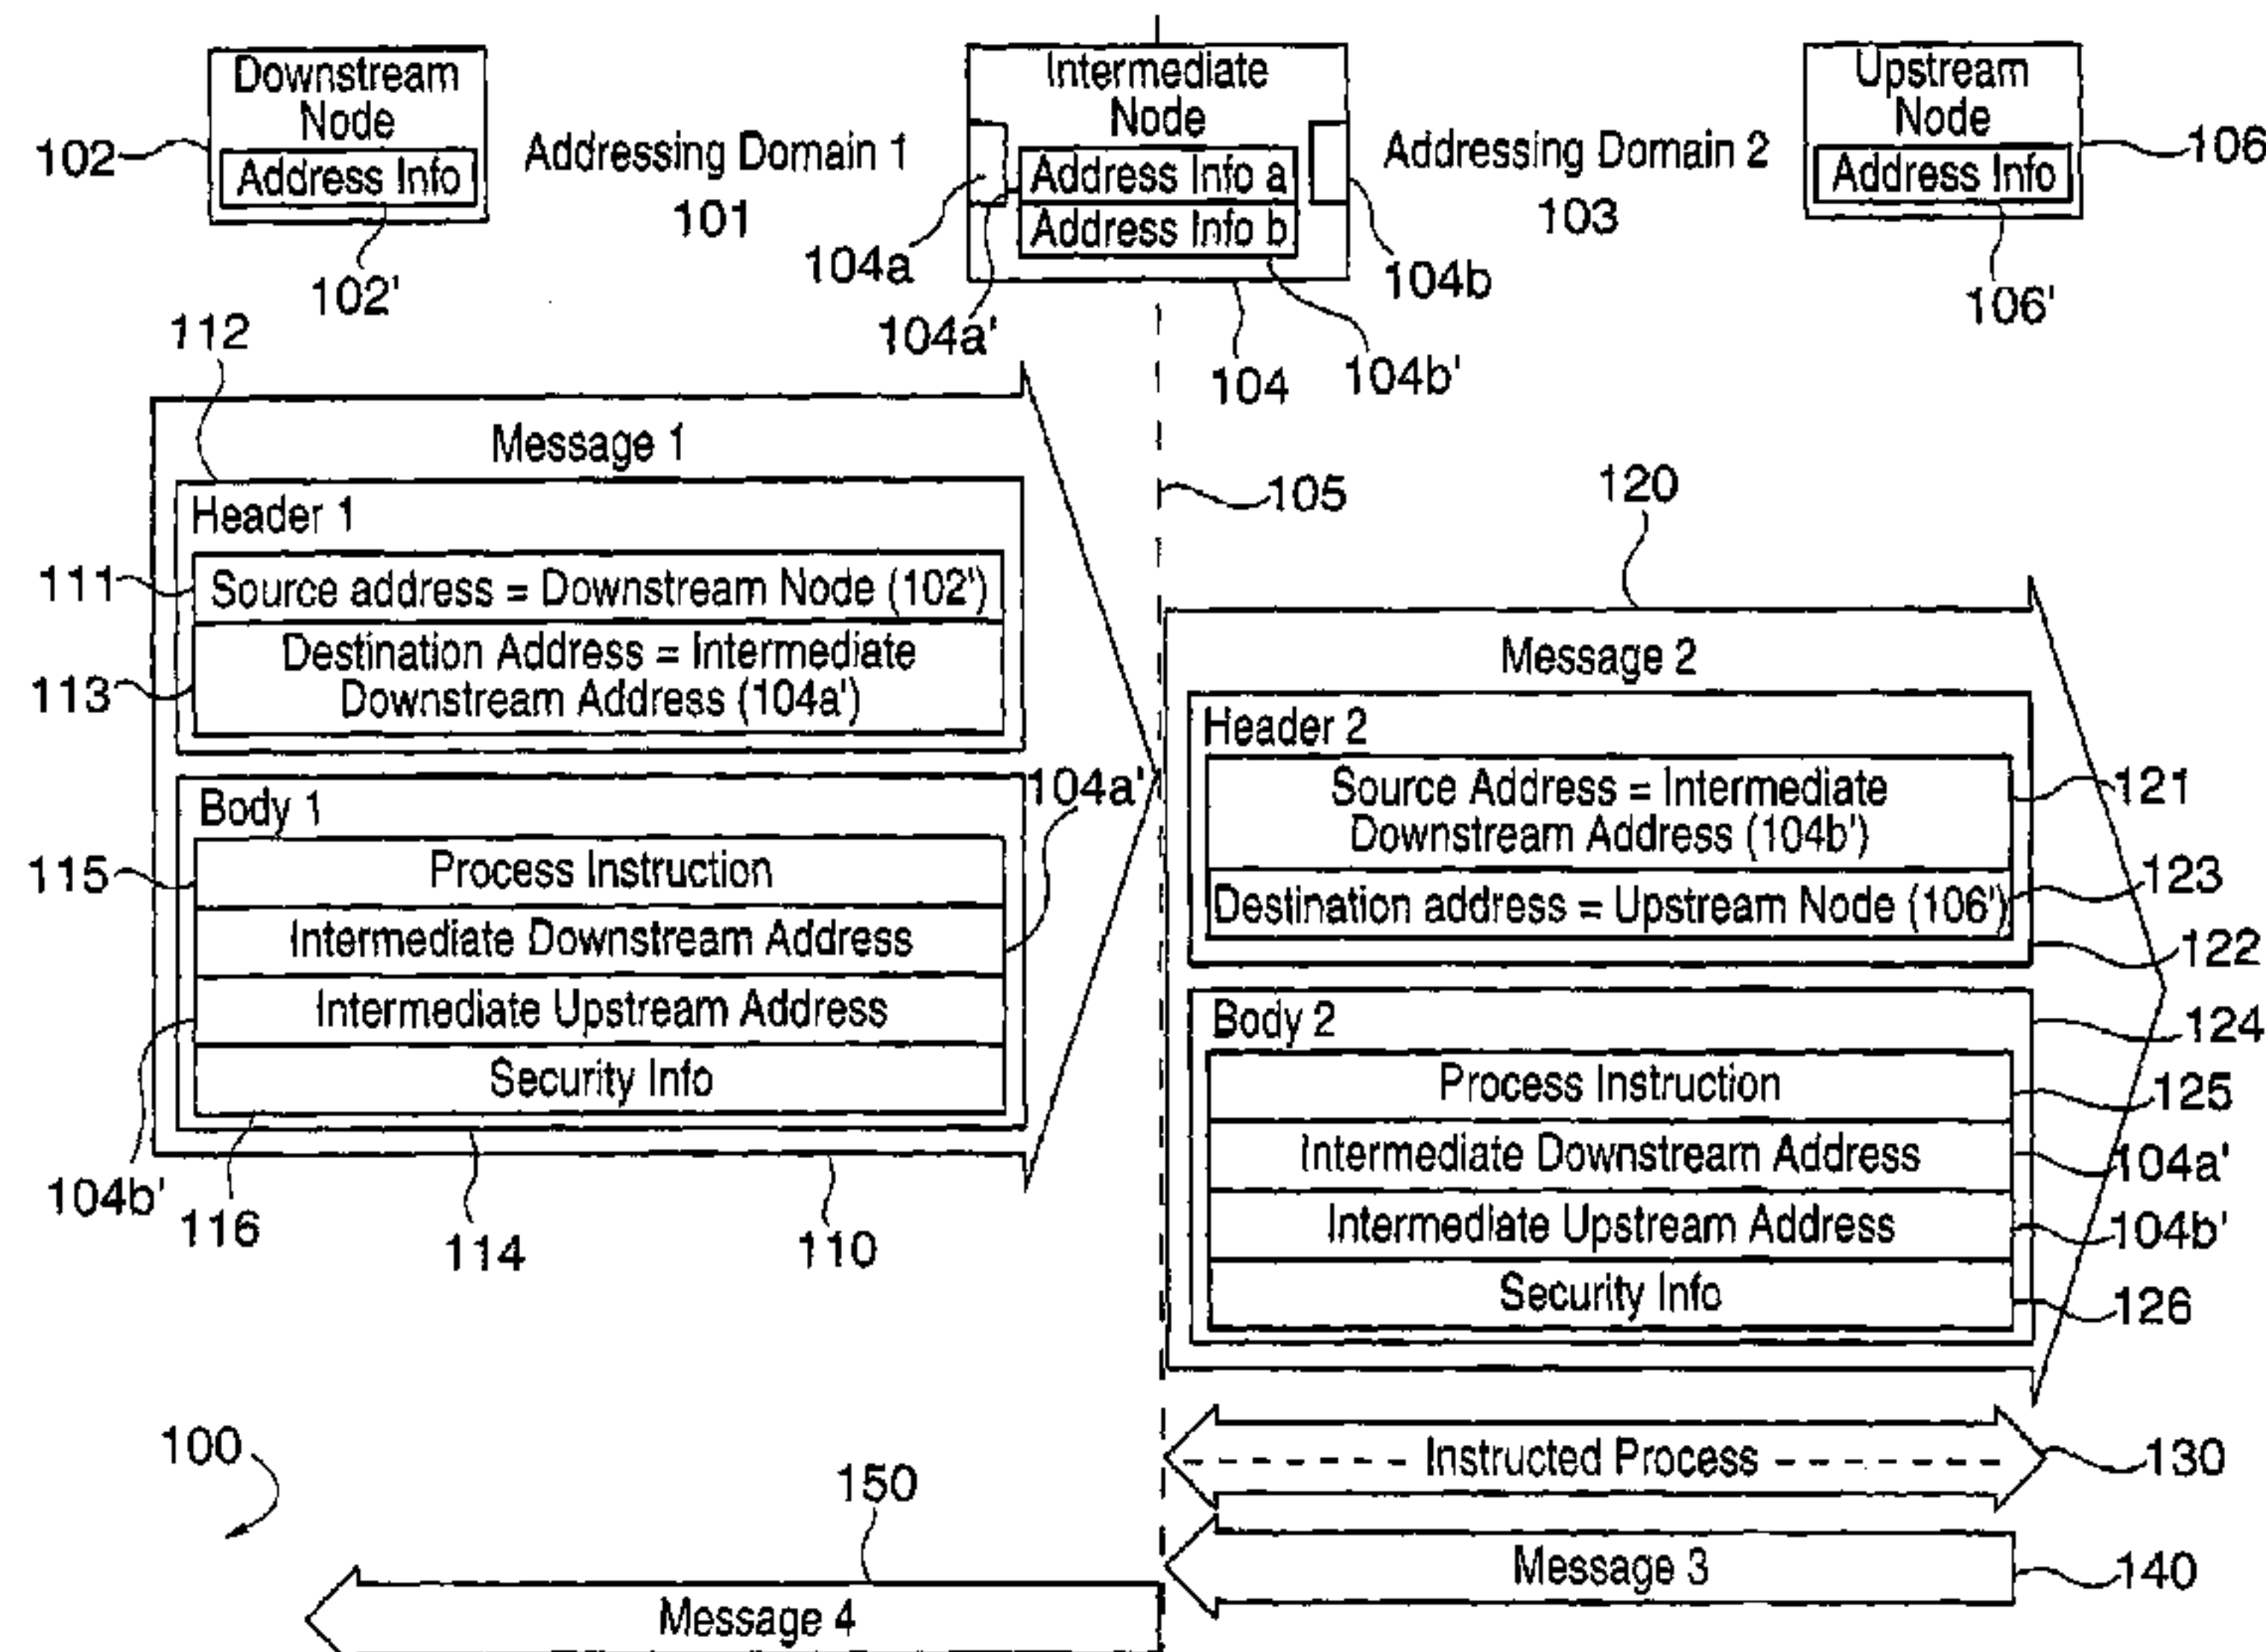 Downstream
Node
Address Info
102
102'
Addressing Domain 1
101
Intermediate
Node
Address Info a
Address Info b
104a
104a'
104b
104b'
104
Addressing Domain 2
103
Upstream
Node
Address Info
106
106'
105
112
Message 1
Header 1
111
Source address = Downstream Node (102')
113
Destination Address = Intermediate
Downstream Address (104a')
Body 1
104a'
115
Process Instruction
Intermediate Downstream Address
Intermediate Upstream Address
Security Info
104b'
116
114
110
120
Message 2
Header 2
Source Address = Intermediate
Downstream Address (104b')
121
Destination address = Upstream Node (106')
123
122
Body 2
124
Process Instruction
125
Intermediate Downstream Address
104a'
Intermediate Upstream Address
104b'
Security Info
126
Instructed Process
130
Message 3
140
100
150
Message 4